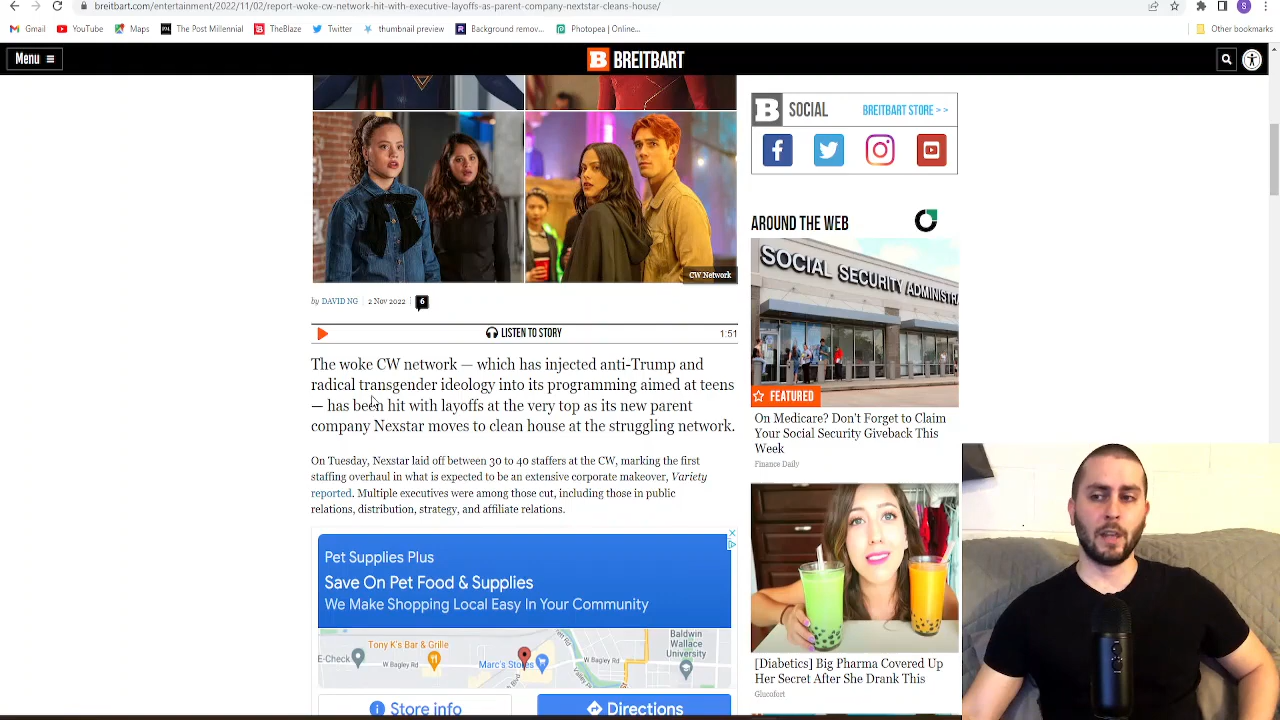 breitbart.com/entertainment/2022/11/02/report-woke-cw-network-hit-with-executive-layoffs-as-parent-company-nextstar-cleans-house/
S
Gmail
YouTube
Maps
The Post Millennial
TheBlaze
Twitter
thumbnail preview
Background remov...
Photopea | Online...
Other bookmarks
Menu
B BREITBART
B SOCIAL
BREITBART STORE > >
CW Network
by DAVID NG | 2 Nov 2022
6
LISTEN TO STORY
1:51
The woke CW network — which has injected anti-Trump and
radical transgender ideology into its programming aimed at teens
— has been hit with layoffs at the very top as its new parent
company Nexstar moves to clean house at the struggling network.
On Tuesday, Nexstar laid off between 30 to 40 staffers at the CW, marking the first
staffing overhaul in what is expected to be an extensive corporate makeover, Variety
reported. Multiple executives were among those cut, including those in public
relations, distribution, strategy, and affiliate relations.
Pet Supplies Plus
Save On Pet Food & Supplies
We Make Shopping Local Easy In Your Community
Tony K's Bar & Grille
E-Check
W Bagley Rd
Marc's Stores
W Bagley Rd
Baldwin
Wallace
University
Store info
Directions
AROUND THE WEB
SOCIAL SECURITY ADMINISTRA
FEATURED
On Medicare? Don't Forget to Claim
Your Social Security Giveback This
Week
Finance Daily
[Diabetics] Big Pharma Covered Up
Her Secret After She Drank This
Glucofort